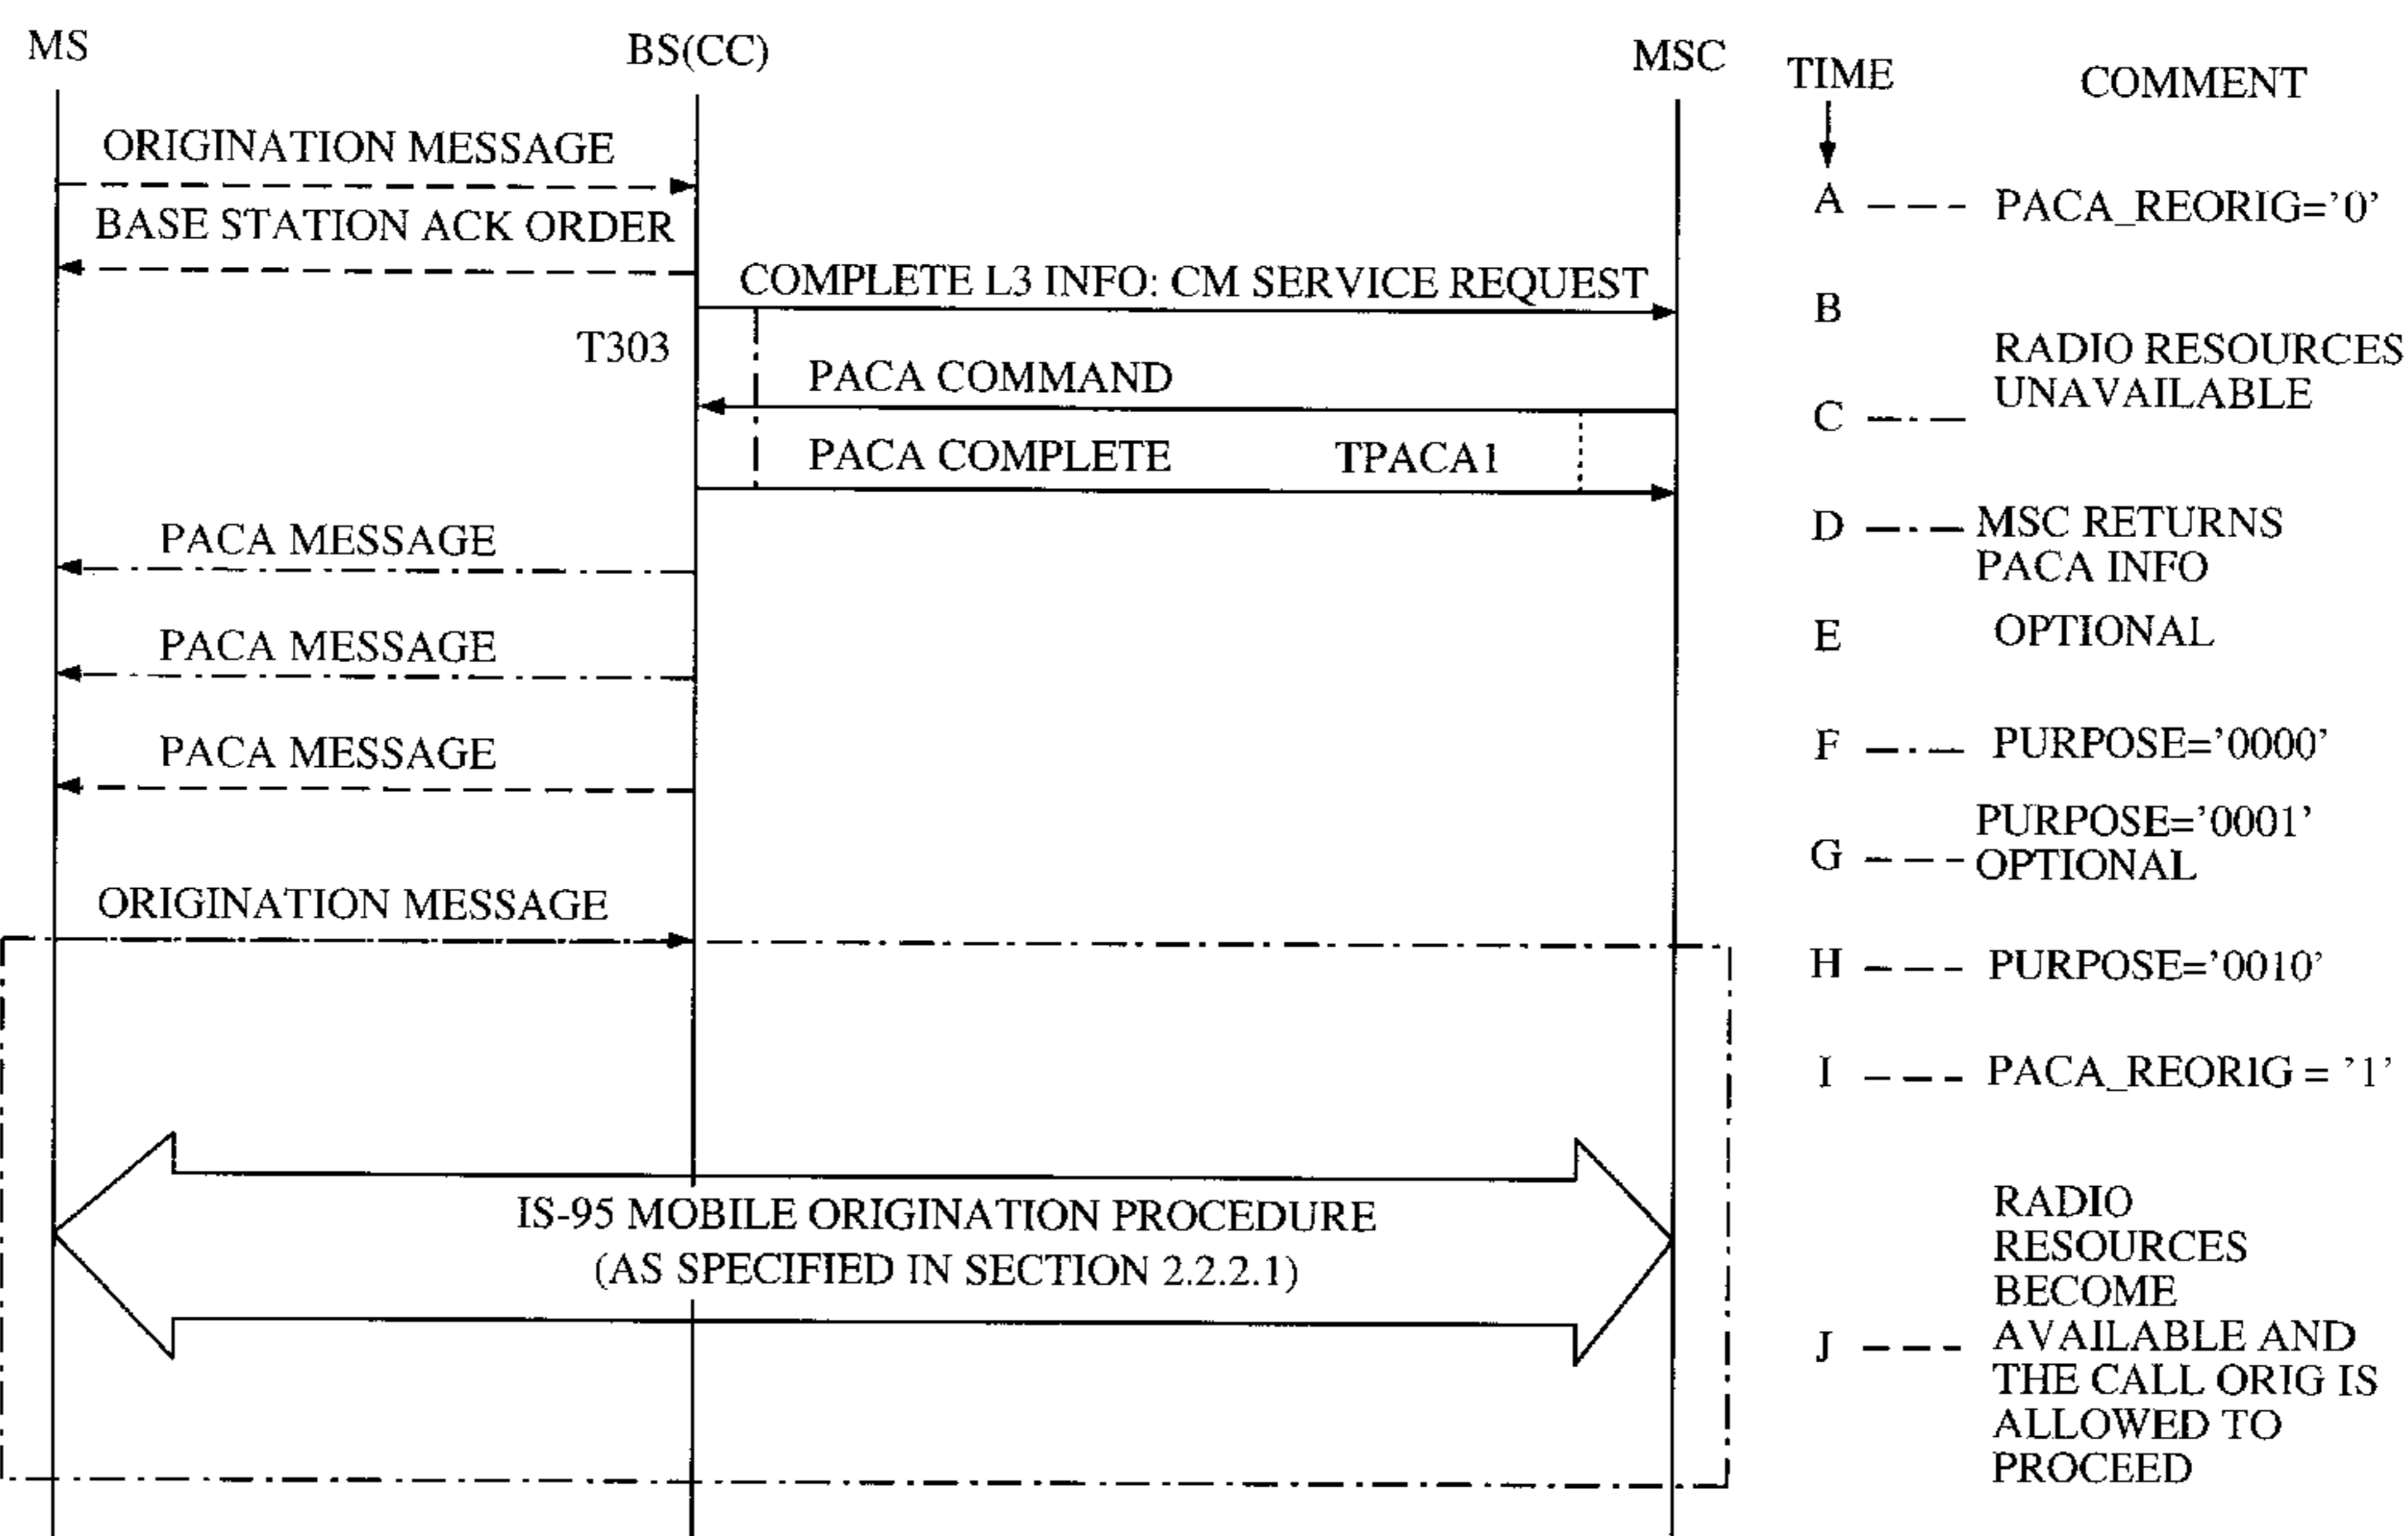 MS
BS(CC)
MSC
TIME
COMMENT
ORIGINATION MESSAGE
BASE STATION ACK ORDER
COMPLETE L3 INFO: CM SERVICE REQUEST
T303
PACA COMMAND
PACA COMPLETE
TPACA1
PACA MESSAGE
PACA MESSAGE
PACA MESSAGE
ORIGINATION MESSAGE
IS-95 MOBILE ORIGINATION PROCEDURE
(AS SPECIFIED IN SECTION 2.2.2.1)
A
PACA_REORIG='0'
B
RADIO RESOURCES
UNAVAILABLE
C
D
MSC RETURNS
PACA INFO
E
OPTIONAL
F
PURPOSE='0000'
G
PURPOSE='0001'
OPTIONAL
H
PURPOSE='0010'
I
PACA_REORIG = '1'
J
RADIO
RESOURCES
BECOME
AVAILABLE AND
THE CALL ORIG IS
ALLOWED TO
PROCEED